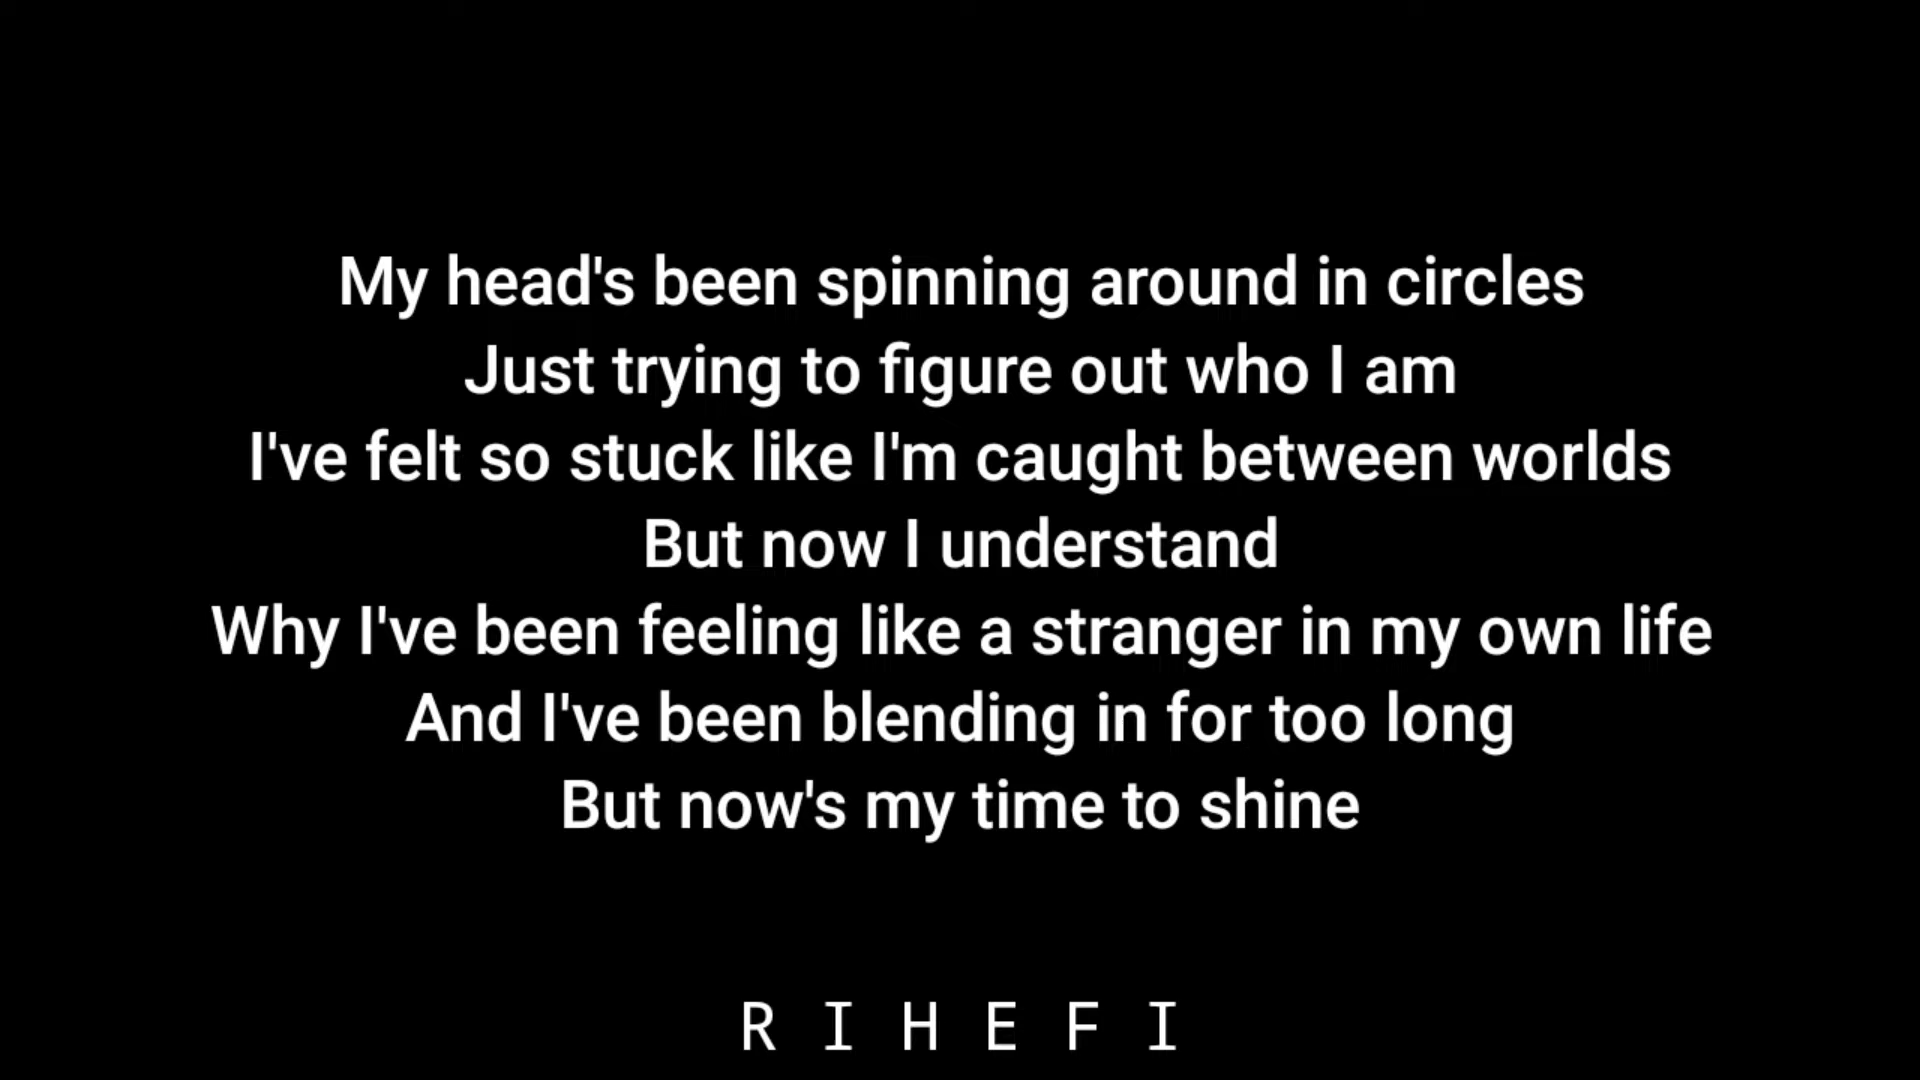 My head's been spinning around in circles
Just trying to figure out who I am
I've felt so stuck like I'm caught between worlds
But now I understand
Why I've been feeling like a stranger in my own life
And I've been blending in for too long
But now's my time to shine
R I H E F I